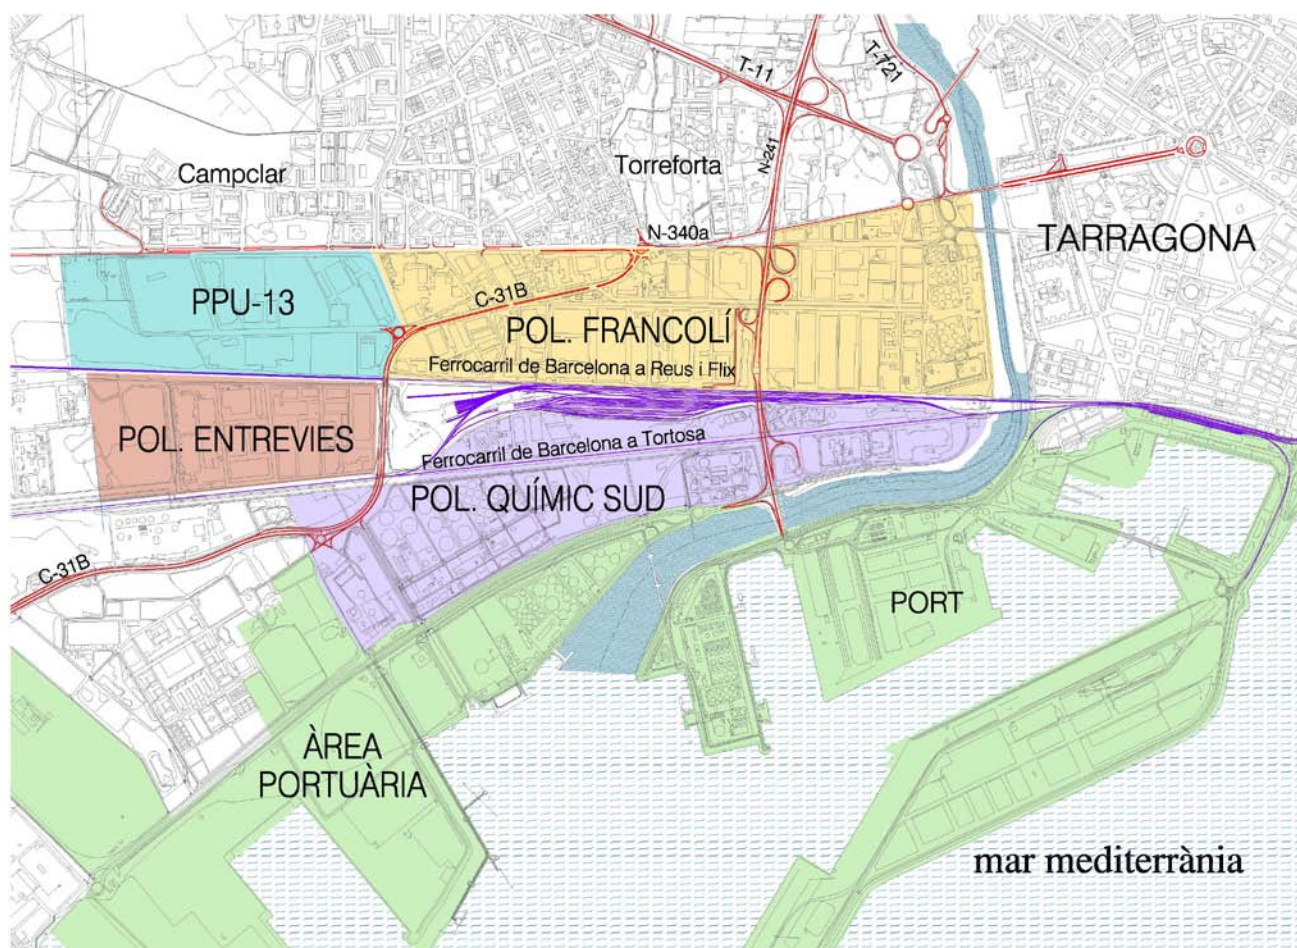 T-11
T-721
N-241
Campclar
Torreforta
N-340a
TARRAGONA
PPU-13
C-31B
POL. FRANCOLÍ
Ferrocarril de Barcelona a Reus i Flix
POL. ENTREVIES
Ferrocarril de Barcelona a Tortosa
POL. QUÍMIC SUD
C-31B
PORT
ÀREA
PORTUÀRIA
mar mediterrània